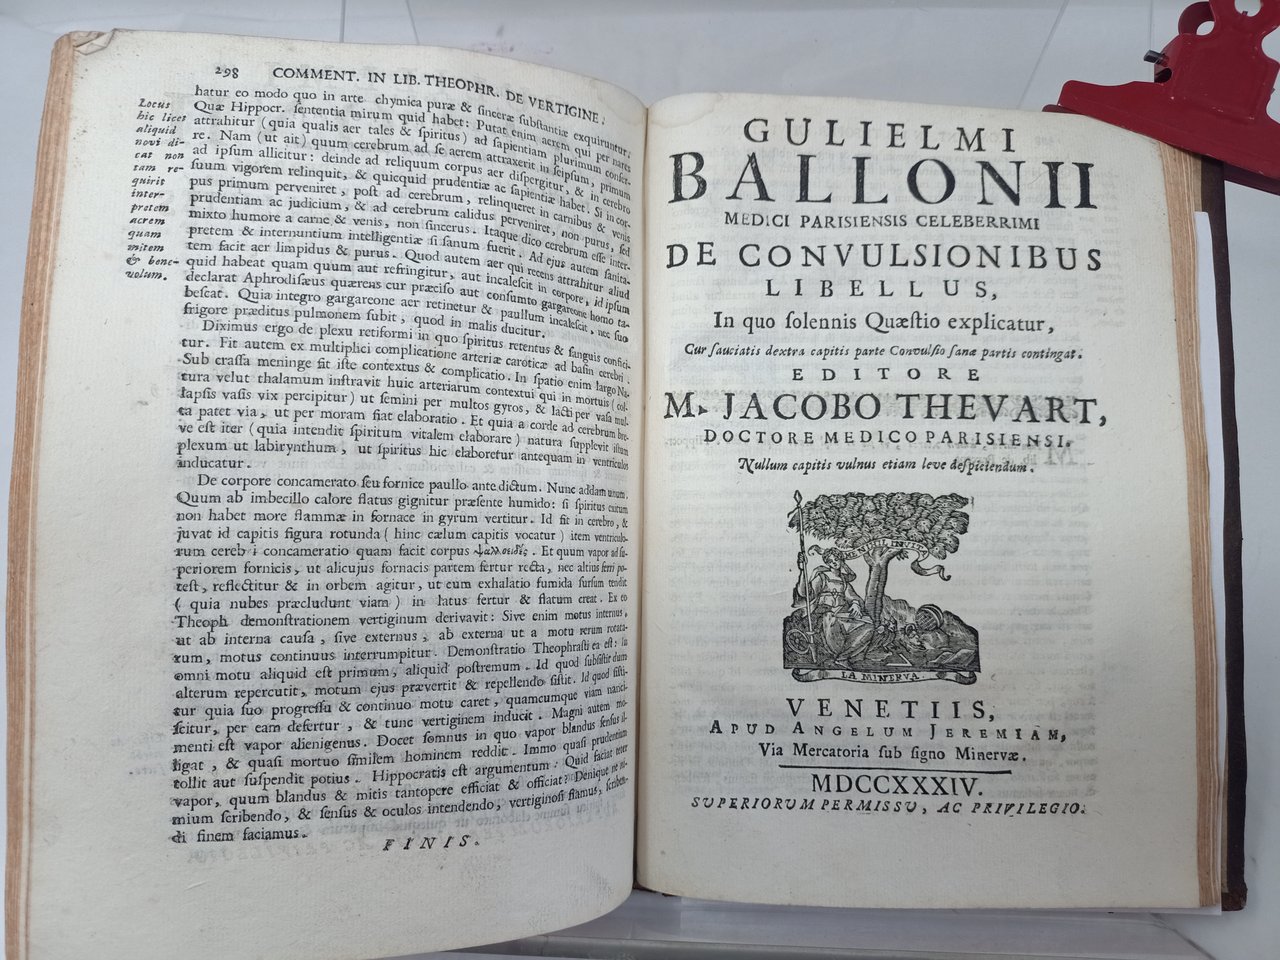 298 COMMENT. IN LIB. THEOPHR. DE VERTIGINE.
Locus
hic licet
aliquid
novi di-
cat non
tam re-
quirit
inter-
pretem
acrem
quam
mitem
& bene-
volum.
hatur eo modo quo in arte chymica puræ & sinceræ substantiæ exquiruntur.
Quæ Hippocr. sententia mirum quid habet: Putat enim aerem qui per nares
attrahitur (quia qualis aer tales & spiritus) ad sapientiam plurimum confer-
re. Nam (ut ait) quum cerebrum ad se aerem attraxerit in seipsum, primum
ad ipsum allicitur: deinde ad reliquum corpus aer dispergitur, & in cerebro
suum vigorem relinquit, & quicquid prudentiæ ac sapientiæ habet. Si in cor-
pus primum perveniret, post ad cerebrum, relinqueret in carnibus & venis
prudentiam ac judicium, & ad cerebrum calidus perveniret, non purus, sed
mixto humore a carne & venis, non sincerus. Itaque dico cerebrum esse inter-
pretem & internuntium intelligentiæ si sanum fuerit. Ad ejus autem sanita-
tem facit aer limpidus & purus. Quod autem aer qui recens attrahitur aliud
quid habeat quam quum aut refringitur, aut incalescit in corpore, id ipsum
declarat Aphrodisæus quærens cur præciso aut consumto gargareone homo ta-
bescat. Quia integro gargareone aer retinetur & paullum incalescit, nec suo
frigore præditus pulmonem subit, quod in malis ducitur.
Diximus ergo de plexu retiformi in quo spiritus retentus & sanguis confici-
tur. Fit autem ex multiplici complicatione arteriæ caroticæ ad basin cerebri.
Sub crassa meninge fit iste contextus & complicatio. In spatio enim largo Na-
tura velut thalamum instravit huic arteriarum contextui qui in mortuis (col-
lapsis vasis vix percipitur) ut semini per multos gyros, & lacti per vasa mul-
ta patet via, ut per moram fiat elaboratio. Et quia a corde ad cerebrum bre-
ve est iter (quia intendit spiritum vitalem elaborare) natura supplevit istum
plexum ut labirynthum, ut spiritus hic elaboretur antequam in ventriculos
inducatur.
De corpore concamerato seu fornice paullo ante dictum. Nunc addam unum.
Quum ab imbecillo calore flatus gignitur præsente humido: si spiritus exitum
non habet more flammæ in fornace in gyrum vertitur. Id fit in cerebro, &
juvat id capitis figura rotunda (hinc cælum capitis vocatur) item ventriculo-
rum cereb i concameratio quam facit corpus ψαλλοειδὲς. Et quum vapor ad su-
periorem fornicis, ut alicujus fornacis partem fertur recta, nec altius ferri po-
test, reflectitur & in orbem agitur, ut cum exhalatio fumida sursum tendit
(quia nubes præcludunt viam) in latus fertur & flatum creat. Ex eo
Theoph demonstrationem vertiginum derivavit: Sive enim motus internus,
ut ab interna causa, sive externus, ab externa ut a motu rerum rotata-
rum, motus continuus interrumpitur. Demonstratio Theophrasti ea est: In
omni motu aliquid est primum, aliquid postremum. Id quod subsistit dum
alterum repercutit, motum ejus prævertit & repellendo sistit. Id quod sisti-
tur quia suo progressu & continuo motu caret, quamcumque viam nanci-
scitur, per eam defertur, & tunc vertiginem inducit. Magni autem mo-
menti est vapor alienigenus. Docet somnus in quo vapor blandus sensus il-
ligat, & quasi mortuo similem hominem reddit. Immo quasi prudentiam
tollit aut suspendit potius. Hippocratis est argumentum: Quid faciat teter
vapor, quum blandus & mitis tantopere efficiat & officiat? Denique ne ni-
mium scribendo, & sensus & oculos intendendo, vertiginosi fiamus, scriben-
di finem faciamus.
FINIS.
GULIELMI
BALLONII
MEDICI PARISIENSIS CELEBERRIMI
DE CONVULSIONIBUS
LIBELLUS,
In quo solennis Quæstio explicatur,
Cur sauciatis dextra capitis parte Convulsio sanæ partis contingat.
EDITORE
M. JACOBO THEVART,
DOCTORE MEDICO PARISIENSI.
Nullum capitis vulnus etiam leve despiciendum.
LA MINERVA.
VENETIIS,
APUD ANGELUM JEREMIAM,
Via Mercatoria sub signo Minervæ.
MDCCXXXIV.
SUPERIORUM PERMISSU, AC PRIVILEGIO.